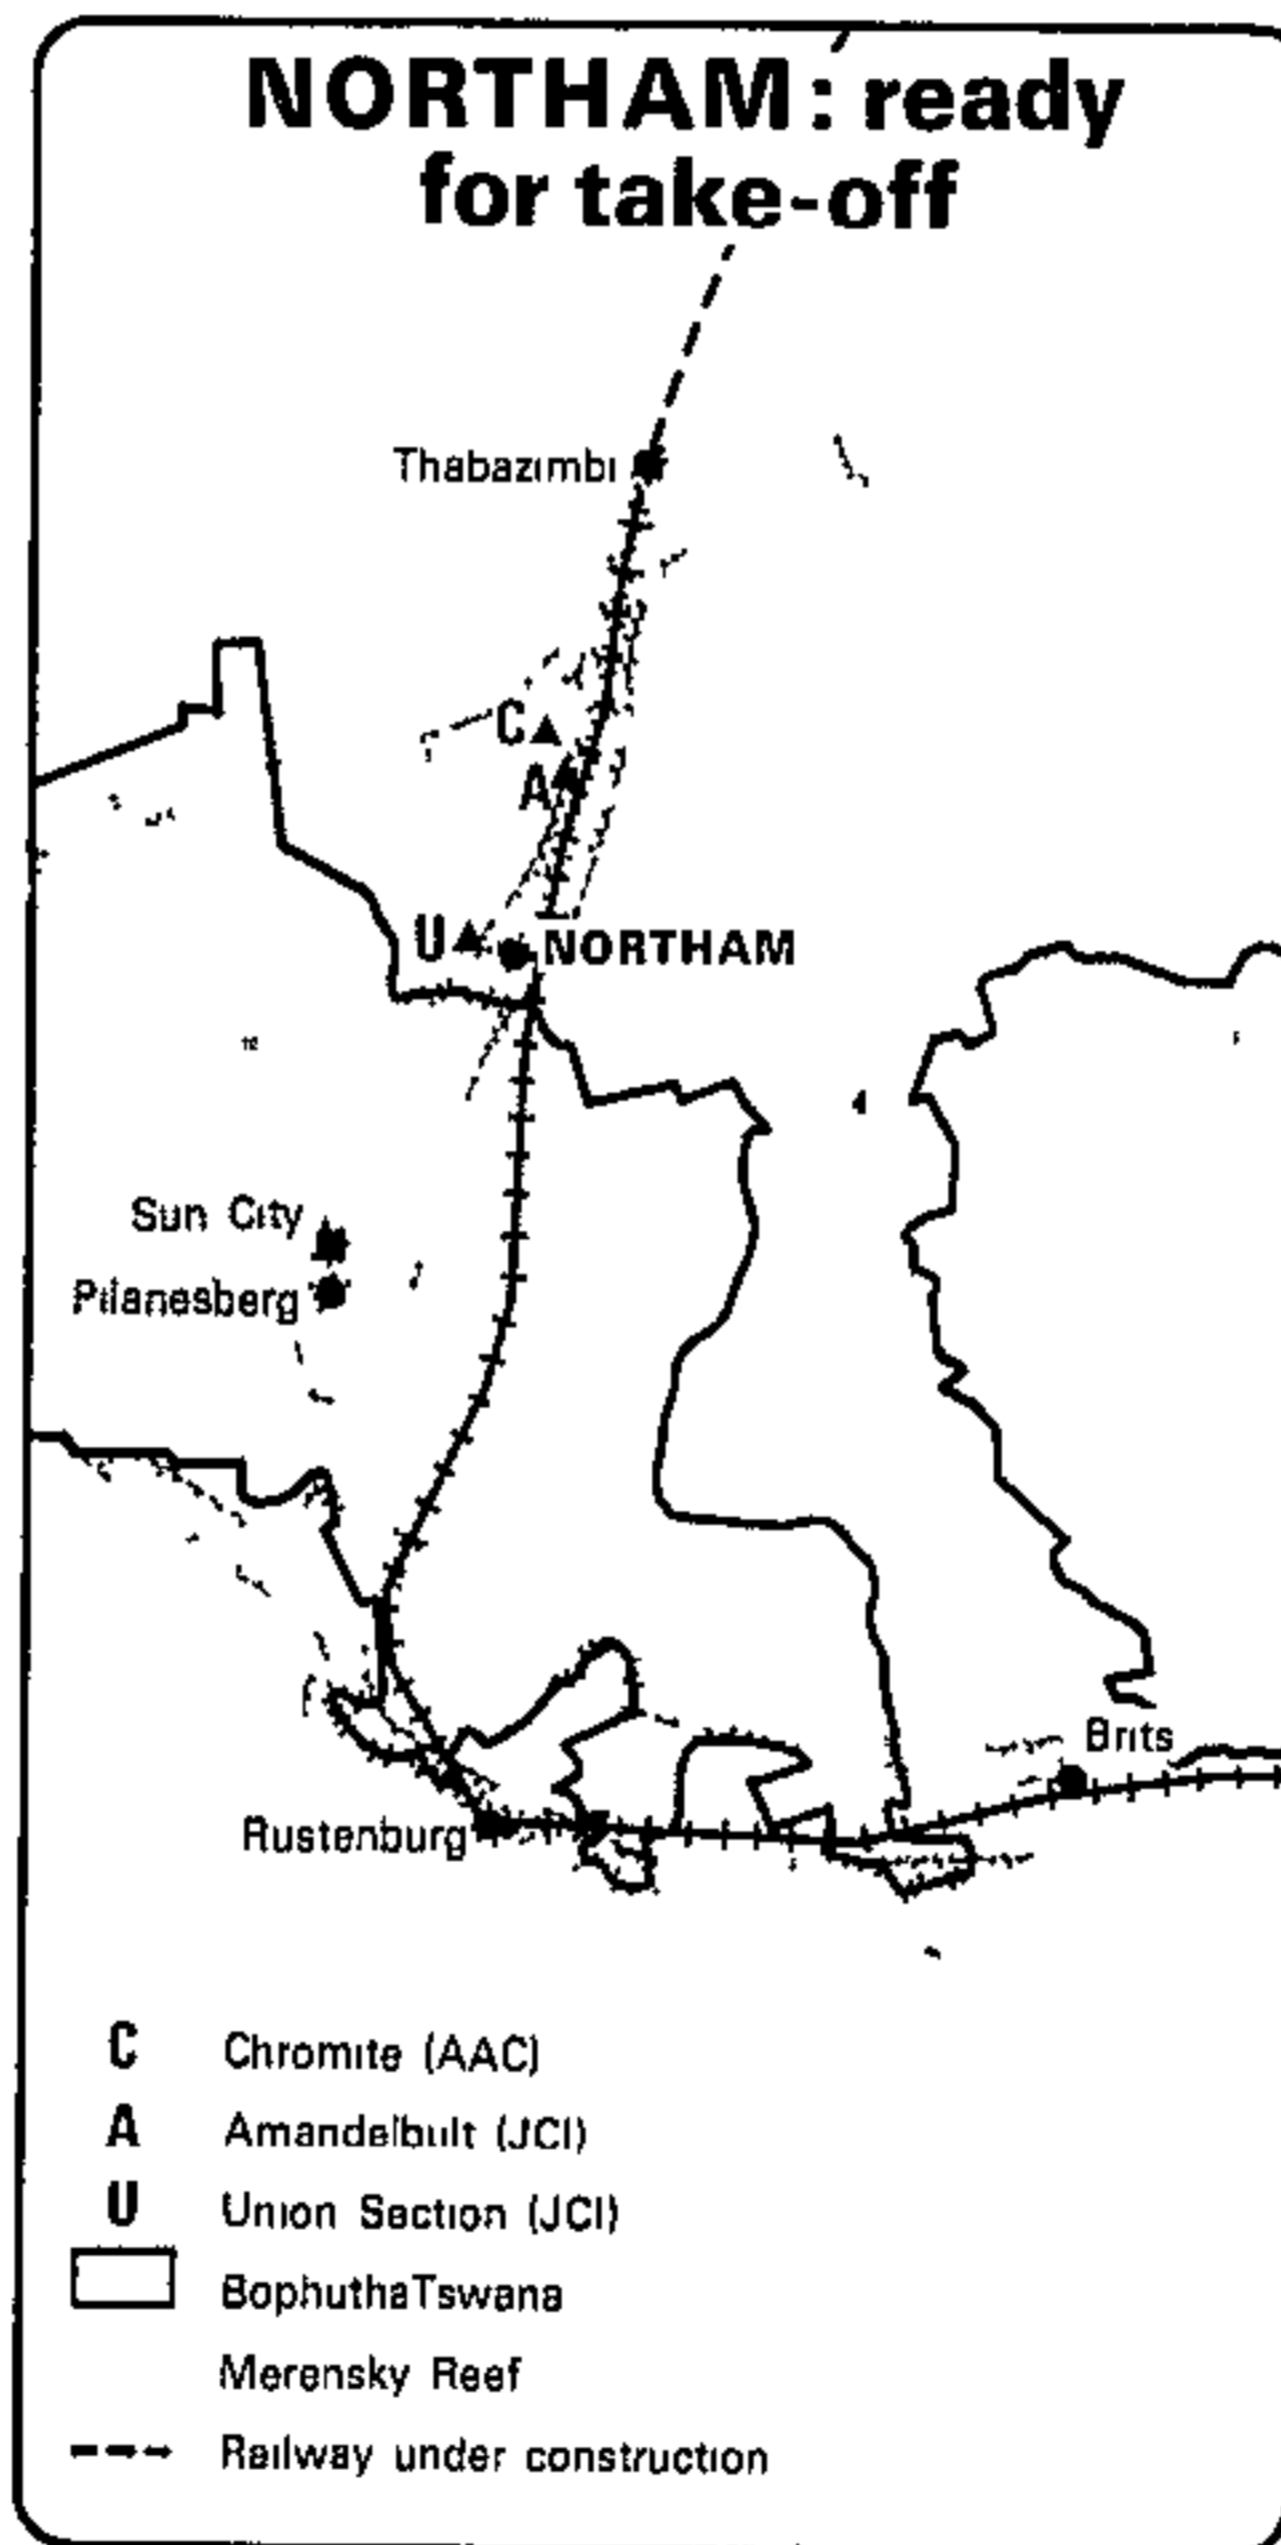 NORTHAM: ready
for take-off
Thabazimbi
C
A
U
NORTHAM
Sun City
Pilanesberg
Brits
Rustenburg
C Chromite (AAC)
A Amandelbult (JCI)
U Union Section (JCI)
BophuthaTswana
Merensky Reef
Railway under construction